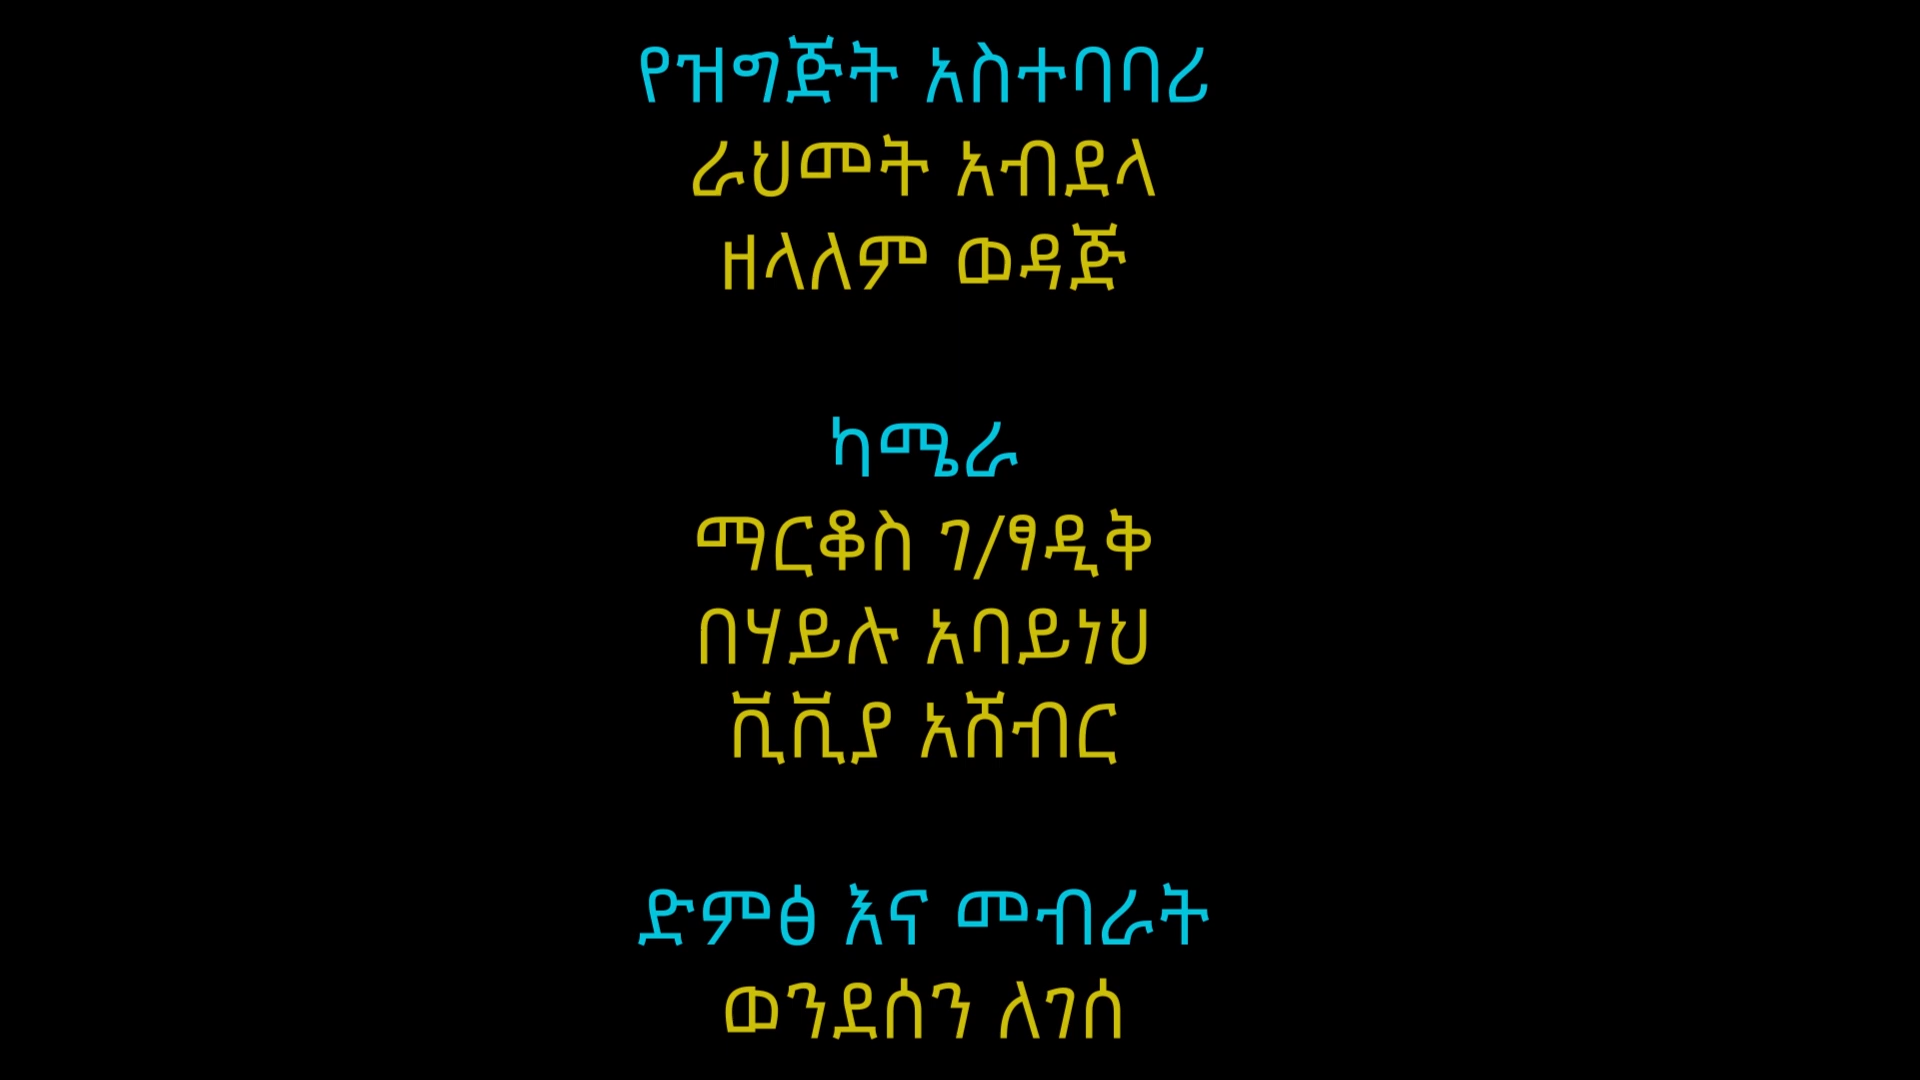 የዝግጅት አስተባባሪ
ራህመት አብደላ
ዘላለም ወዳጅ
ካሜራ
ማርቆስ ገ/ፃዲቅ
በሃይሉ አባይነህ
ቪቪያ አሸብር
ድምፅ እና መብራት
ወንደሰን ለገሰ